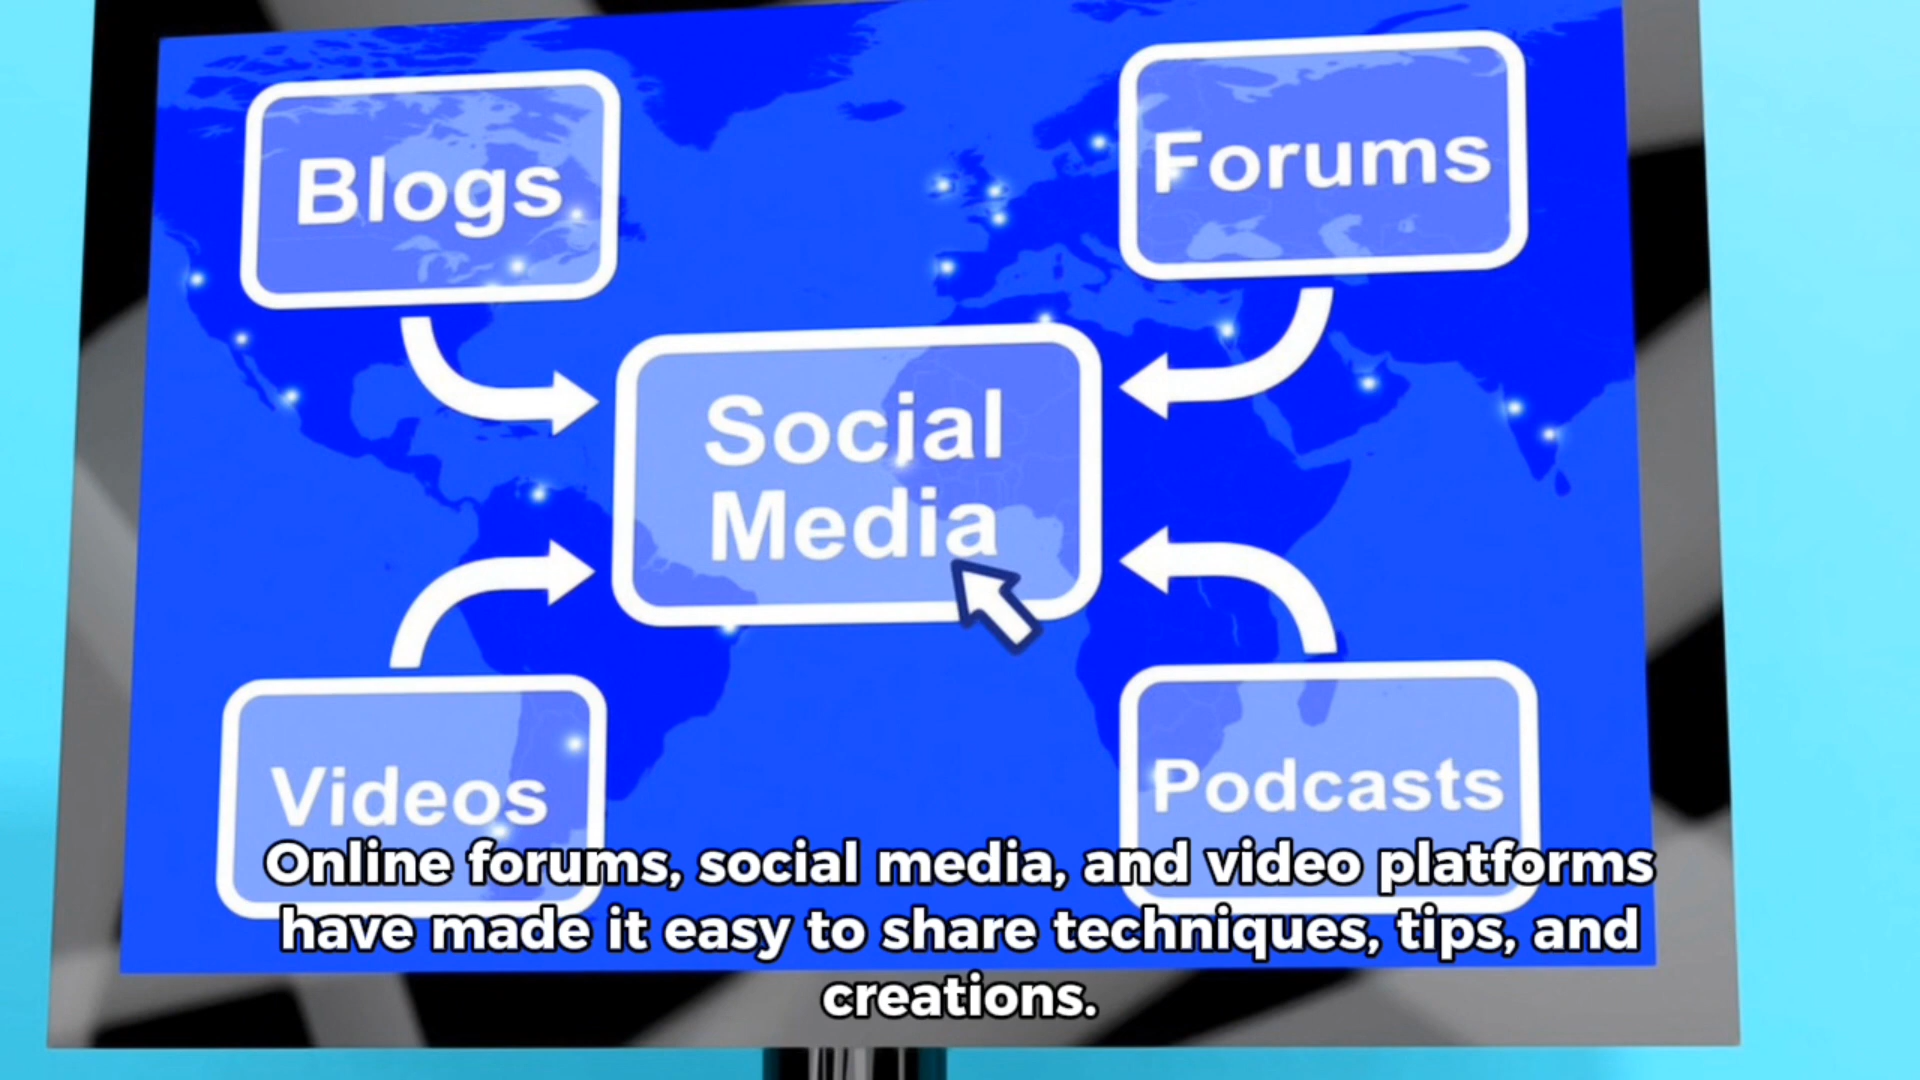 Blogs
Forums
Social
Media
Videos
Podcasts
Online forums, social media, and video platforms
have made it easy to share techniques, tips, and
creations.